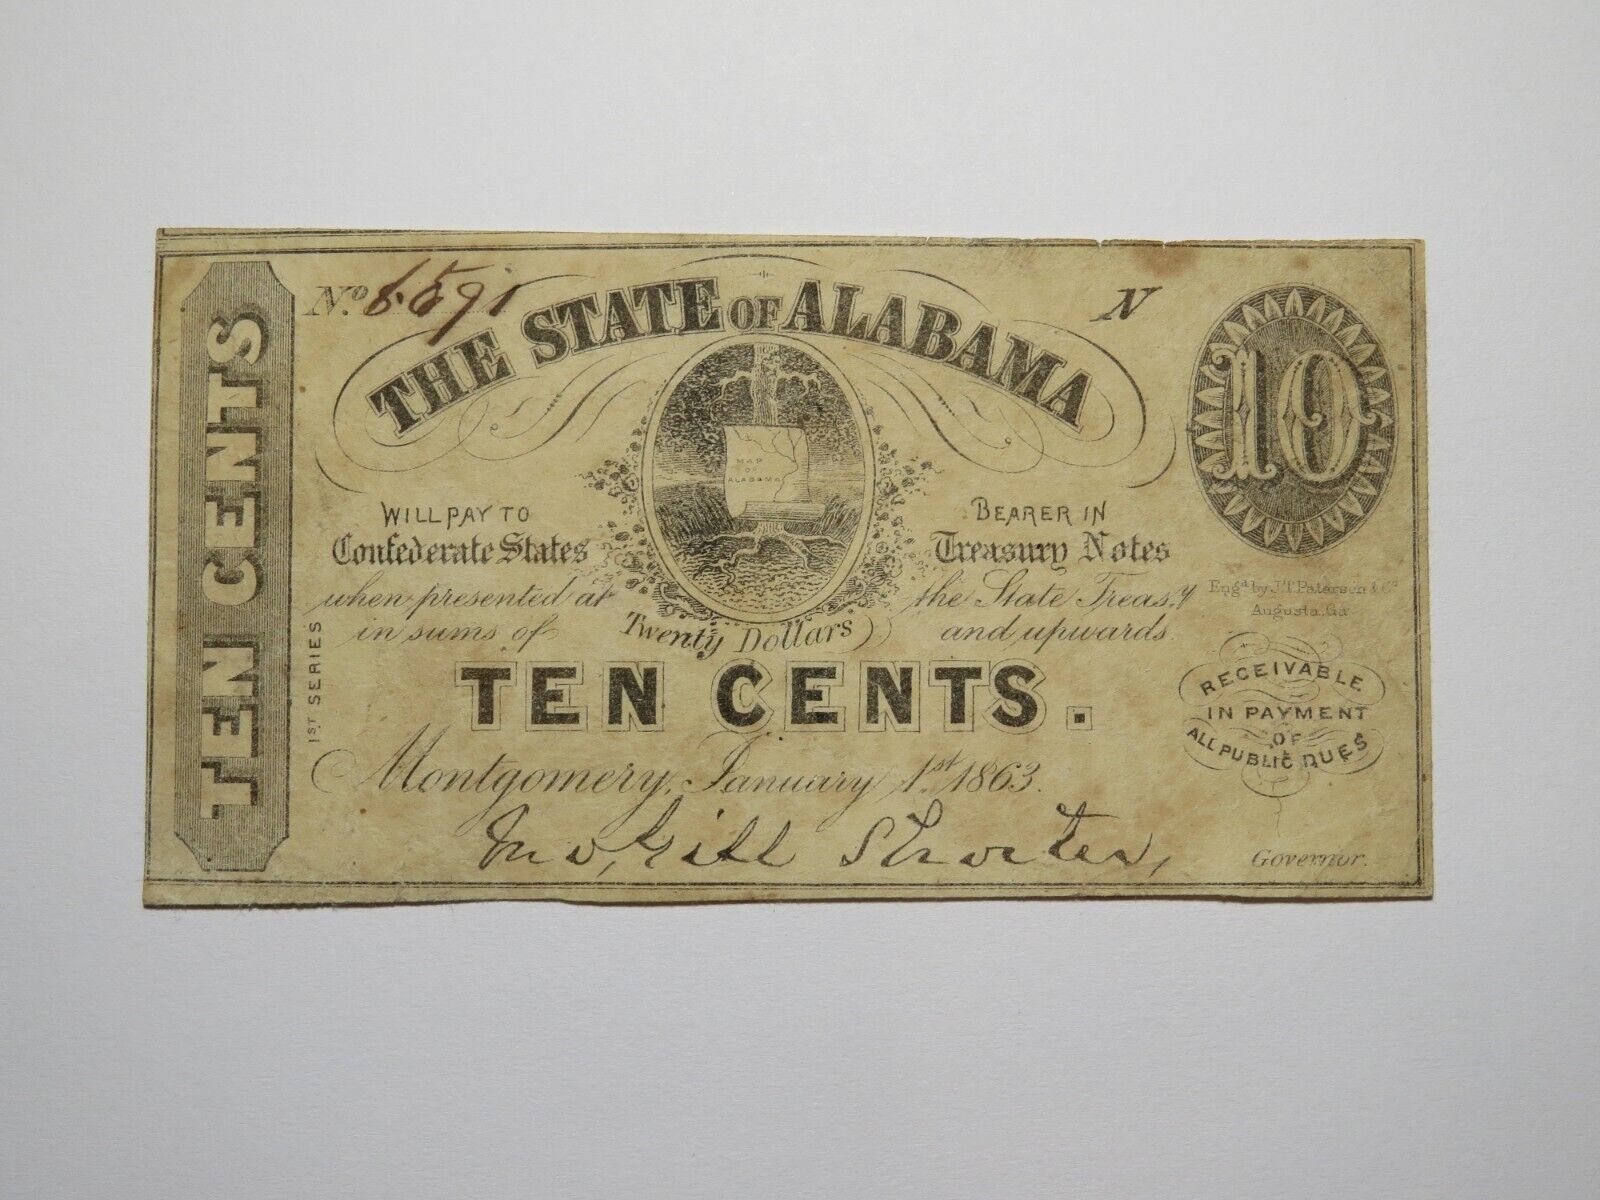 TEN CENTS
No. 6591
N
THE STATE OF ALABAMA
10
MAP
OF
ALABAMA
WILL PAY TO BEARER IN
Confederate States Treasury Notes
when presented at the State Treas.y
in sums of Twenty Dollars and upwards.
Engd. by J.T. Paterson & Co.
Augusta, Ga
1ST SERIES
TEN CENTS.
RECEIVABLE
IN PAYMENT
OF
ALL PUBLIC DUES
Montgomery, January 1st 1863.
Jno. Gill Shorter,
Governor.